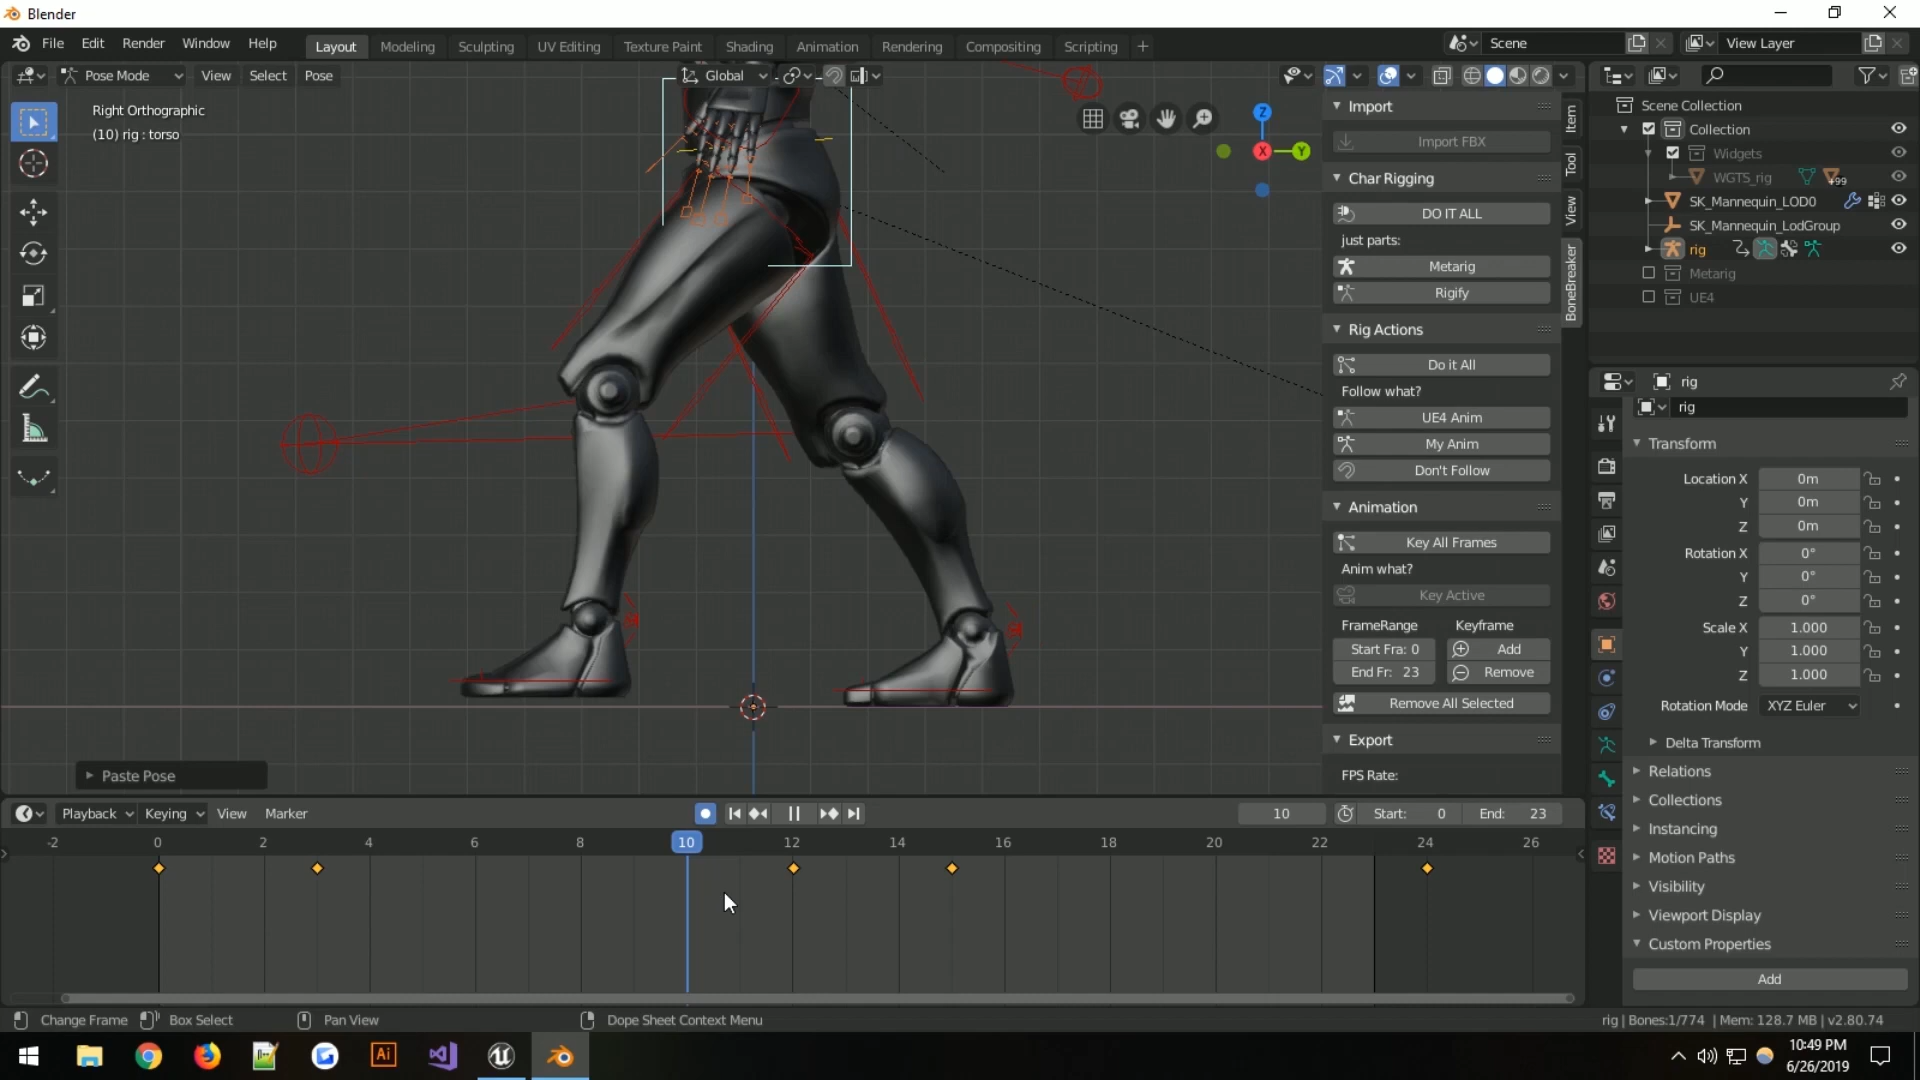 Blender
File Edit Render Window Help Layout Modeling Sculpting UV Editing Texture Paint Shading Animation Rendering Compositing Scripting + Scene View Layer
Pose Mode View Select Pose Global
Right Orthographic
(10) rig : torso
Z
X
Y
Paste Pose
Import
Import FBX
Char Rigging
DO IT ALL
just parts:
Metarig
Rigify
Rig Actions
Do it All
Follow what?
UE4 Anim
My Anim
Don't Follow
Animation
Key All Frames
Anim what?
Key Active
FrameRange Keyframe
Start Fra: 0 Add
End Fr: 23 Remove
Remove All Selected
Export
FPS Rate:
Item
Tool
View
BoneBreaker
Scene Collection
Collection
Widgets
WGTS_rig +99
SK_Mannequin_LOD0
SK_Mannequin_LodGroup
rig
Metarig
UE4
rig
rig
Transform
Location X 0m
Y 0m
Z 0m
Rotation X 0°
Y 0°
Z 0°
Scale X 1.000
Y 1.000
Z 1.000
Rotation Mode XYZ Euler
Delta Transform
Relations
Collections
Instancing
Motion Paths
Visibility
Viewport Display
Custom Properties
Add
Playback Keying View Marker 10 Start: 0 End: 23
-2 0 2 4 6 8 10 12 14 16 18 20 22 24 26
Change Frame Box Select Pan View Dope Sheet Context Menu rig | Bones:1/774 | Mem: 128.7 MB | v2.80.74
Ai
10:49 PM
6/26/2019